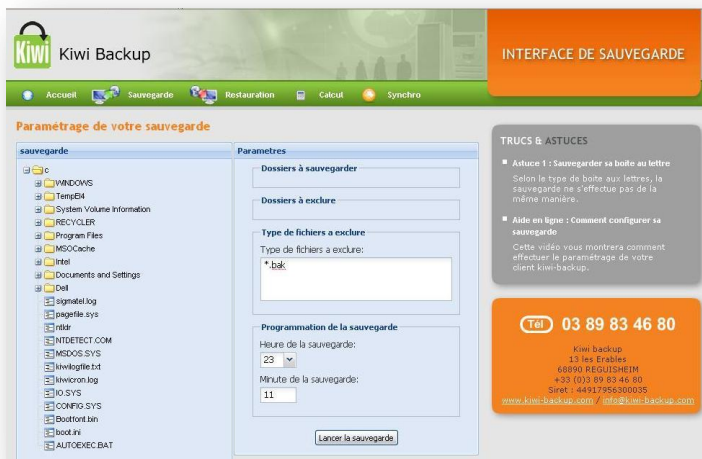 Kiwi
Kiwi Backup
INTERFACE DE SAUVEGARDE
Accueil
Sauvegarde
Restauration
Calcul
Synchro
Paramétrage de votre sauvegarde
sauvegarde
c
WINDOWS
TempEI4
System Volume Information
RECYCLER
Program Files
MSOCache
Intel
Documents and Settings
Dell
sigmatel.log
pagefile.sys
ntldr
NTDETECT.COM
MSDOS.SYS
kiwilogfile.txt
kiwicron.log
IO.SYS
CONFIG.SYS
Bootfont.bin
boot.ini
AUTOEXEC.BAT
Parametres
Dossiers à sauvegarder
Dossiers à exclure
Type de fichiers a exclure
Type de fichiers a exclure:
*.bak
Programmation de la sauvegarde
Heure de la sauvegarde:
23
Minute de la sauvegarde:
11
Lancer la sauvegarde
TRUCS & ASTUCES
Astuce 1 : Sauvegarder sa boite au lettre
Selon le type de boite aux lettres, la
sauvegarde ne s'effectue pas de la
même manière.
Aide en ligne : Comment configurer sa
sauvegarde
Cette vidéo vous montrera comment
effectuer le paramétrage de votre
client kiwi-backup.
Tél 03 89 83 46 80
Kiwi backup
13 les Erables
68890 REGUISHEIM
+33 (0)3 89 83 46 80
Siret : 44917956300035
www.kiwi-backup.com / info@kiwi-backup.com